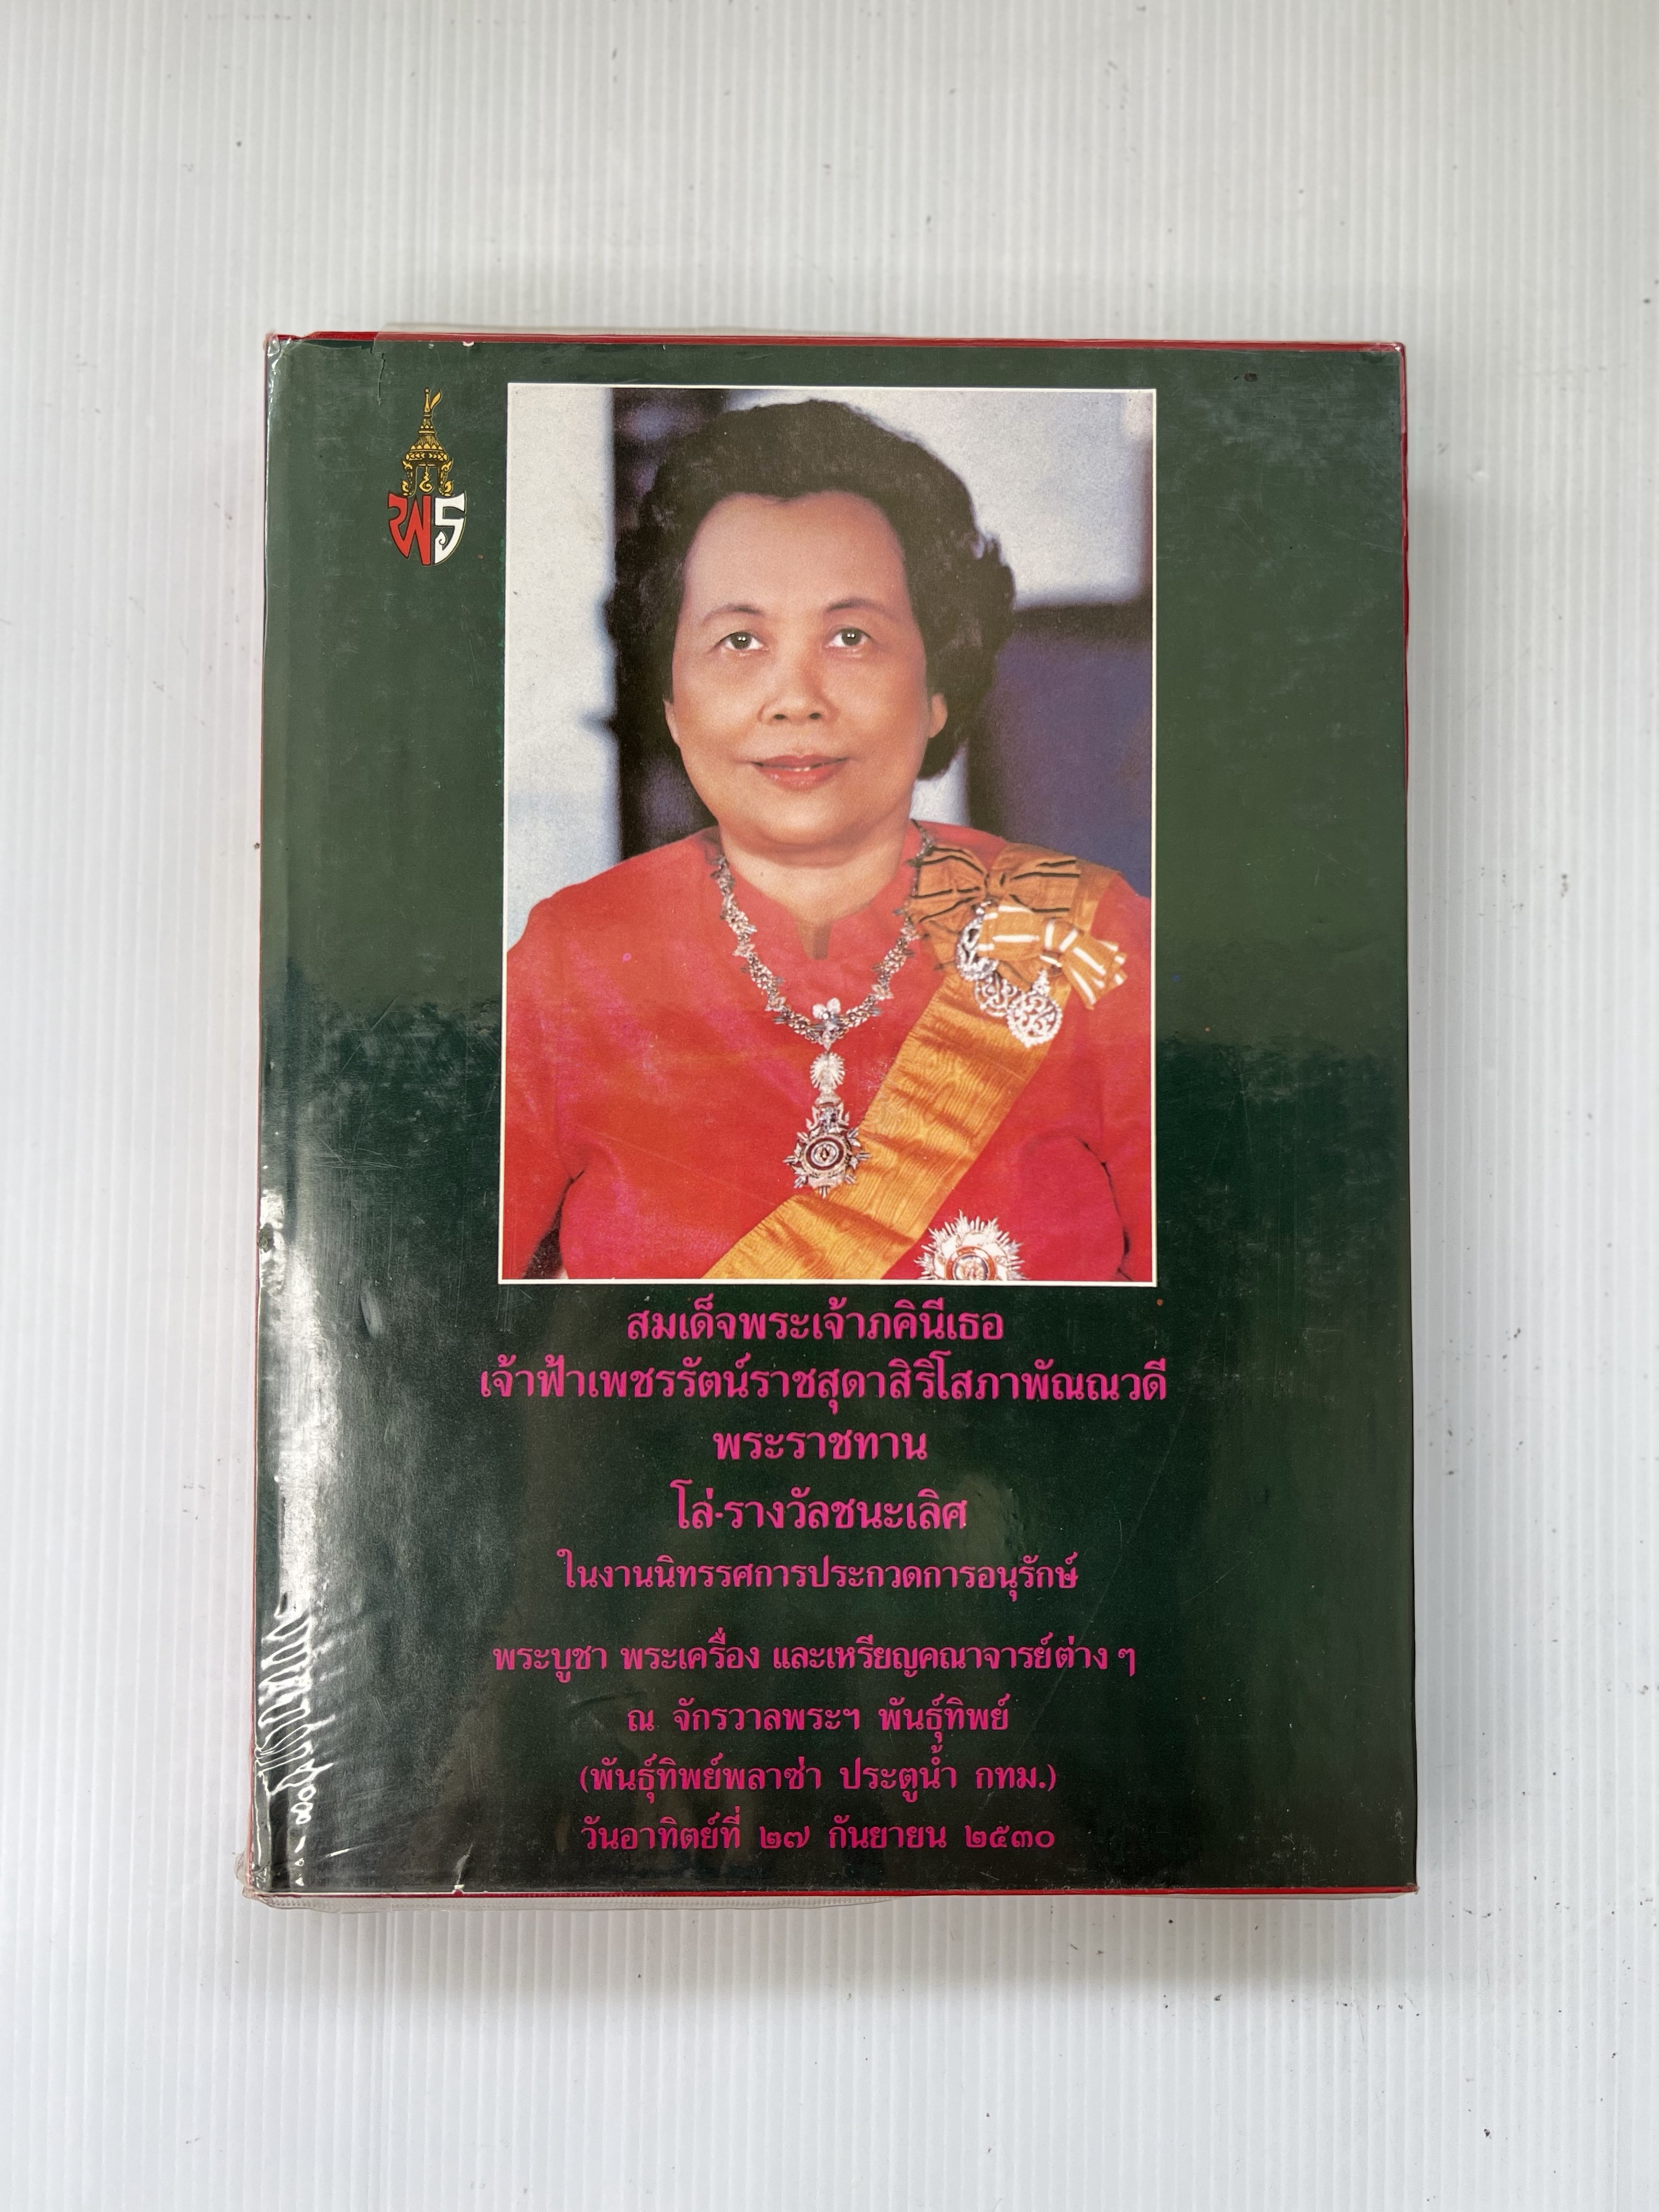 พร
สมเด็จพระเจ้าภคินีเธอ
เจ้าฟ้าเพชรรัตน์ราชสุดาสิริโสภาพัณณวดี
พระราชทาน
โล่-รางวัลชนะเลิศ
ในงานนิทรรศการประกวดการอนุรักษ์
พระบูชา พระเครื่อง และเหรียญคณาจารย์ต่าง ๆ
ณ จักรวาลพระฯ พันธุ์ทิพย์
(พันธุ์ทิพย์พลาซ่า ประตูน้ำ กทม.)
วันอาทิตย์ที่ ๒๗ กันยายน ๒๕๓๐